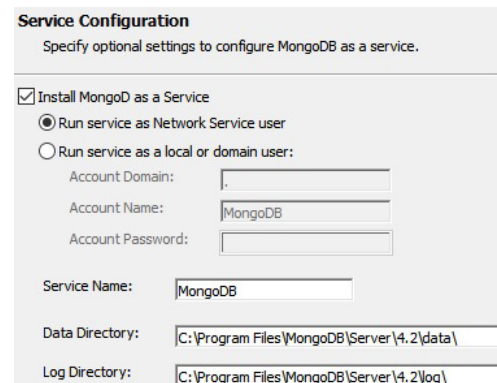 Service Configuration
Specify optional settings to configure MongoDB as a service.
Install MongoD as a Service
Run service as Network Service user
Run service as a local or domain user:
Account Domain: .
Account Name: MongoDB
Account Password:
Service Name: MongoDB
Data Directory: C:\Program Files\MongoDB\Server\4.2\data\
Log Directory: C:\Program Files\MongoDB\Server\4.2\log\